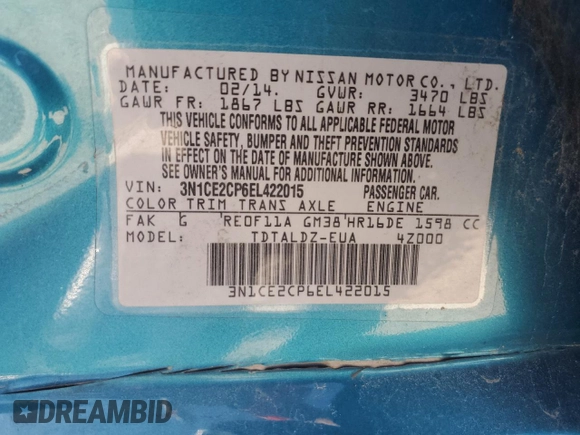 MANUFACTURED BY NISSAN MOTOR CO., LTD.
DATE: 02/14. GVWR: 3470 LBS
GAWR FR: 1867 LBS GAWR RR: 1664 LBS
THIS VEHICLE CONFORMS TO ALL APPLICABLE FEDERAL MOTOR
VEHICLE SAFETY, BUMPER AND THEFT PREVENTION STANDARDS
IN EFFECT ON THE DATE OF MANUFACTURE SHOWN ABOVE.
SEE OWNER'S MANUAL FOR ADDITIONAL INFORMATION.
VIN: 3N1CE2CP6EL422015 PASSENGER CAR.
COLOR TRIM TRANS AXLE ENGINE
FAK G RE0F11A GM38 HR16DE 1598 CC
MODEL: TDTALDZ-EUA 4Z000
3N1CE2CP6EL422015
DREAMBID